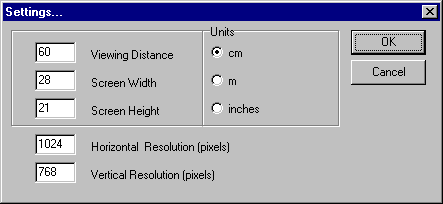 Settings...
Units
60 Viewing Distance cm OK
28 Screen Width m Cancel
21 Screen Height inches
1024 Horizontal Resolution (pixels)
768 Vertical Resolution (pixels)